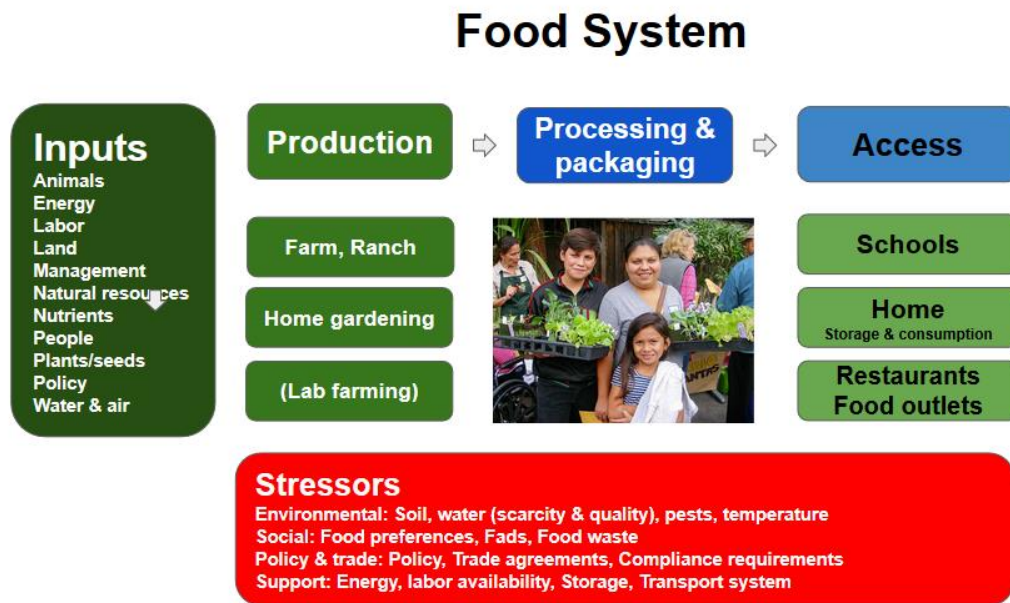 Food System
Inputs
Animals
Energy
Labor
Land
Management
Natural resources
Nutrients
People
Plants/seeds
Policy
Water & air
Production
Farm, Ranch
Home gardening
(Lab farming)
Processing &
packaging
Access
Schools
Home
Storage & consumption
Restaurants
Food outlets
Stressors
Environmental: Soil, water (scarcity & quality), pests, temperature
Social: Food preferences, Fads, Food waste
Policy & trade: Policy, Trade agreements, Compliance requirements
Support: Energy, labor availability, Storage, Transport system